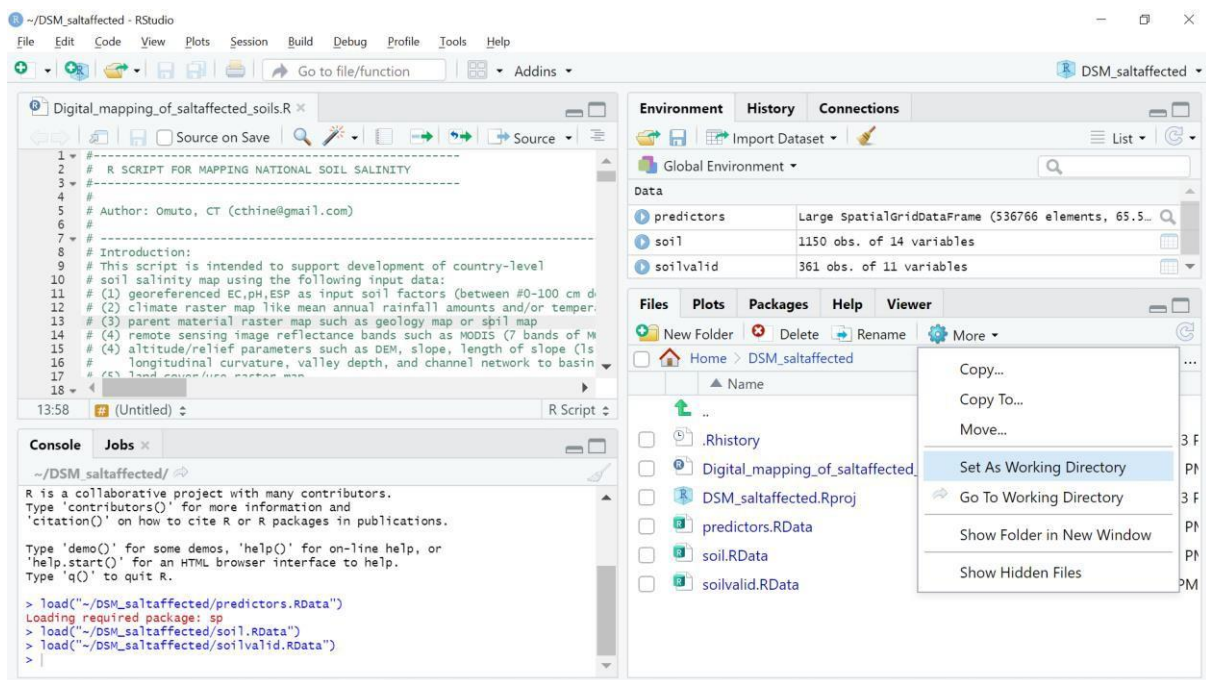 ~/DSM_saltaffected - RStudio
File Edit Code View Plots Session Build Debug Profile Tools Help
Go to file/function Addins DSM_saltaffected
Digital_mapping_of_saltaffected_soils.R
Source on Save Source
1 #---------------------------------------------------------
2 # R SCRIPT FOR MAPPING NATIONAL SOIL SALINITY
3 #---------------------------------------------------------
4 #
5 # Author: Omuto, CT (cthine@gmail.com)
6 #
7 # ---------------------------------------------------------------------------
8 # Introduction:
9 # This script is intended to support development of country-level
10 # soil salinity map using the following input data:
11 # (1) georeferenced EC,pH,ESP as input soil factors (between #0-100 cm d
12 # (2) climate raster map like mean annual rainfall amounts and/or temper
13 # (3) parent material raster map such as geology map or soil map
14 # (4) remote sensing image reflectance bands such as MODIS (7 bands of M
15 # (4) altitude/relief parameters such as DEM, slope, length of slope (ls
16 # longitudinal curvature, valley depth, and channel network to basin
17 # (5) land cover/use raster map
18
13:58 (Untitled) R Script
Console Jobs
~/DSM_saltaffected/
R is a collaborative project with many contributors.
Type 'contributors()' for more information and
'citation()' on how to cite R or R packages in publications.
Type 'demo()' for some demos, 'help()' for on-line help, or
'help.start()' for an HTML browser interface to help.
Type 'q()' to quit R.
> load("~/DSM_saltaffected/predictors.RData")
Loading required package: sp
> load("~/DSM_saltaffected/soil.RData")
> load("~/DSM_saltaffected/soilvalid.RData")
>
Environment History Connections
Import Dataset List
Global Environment
Data
predictors Large SpatialGridDataFrame (536766 elements, 65.5…
soil 1150 obs. of 14 variables
soilvalid 361 obs. of 11 variables
Files Plots Packages Help Viewer
New Folder Delete Rename More
Home > DSM_saltaffected ...
Name
..
.Rhistory 3 P
Digital_mapping_of_saltaffected_ PM
DSM_saltaffected.Rproj 3 P
predictors.RData PM
soil.RData PM
soilvalid.RData PM
Copy...
Copy To...
Move...
Set As Working Directory
Go To Working Directory
Show Folder in New Window
Show Hidden Files